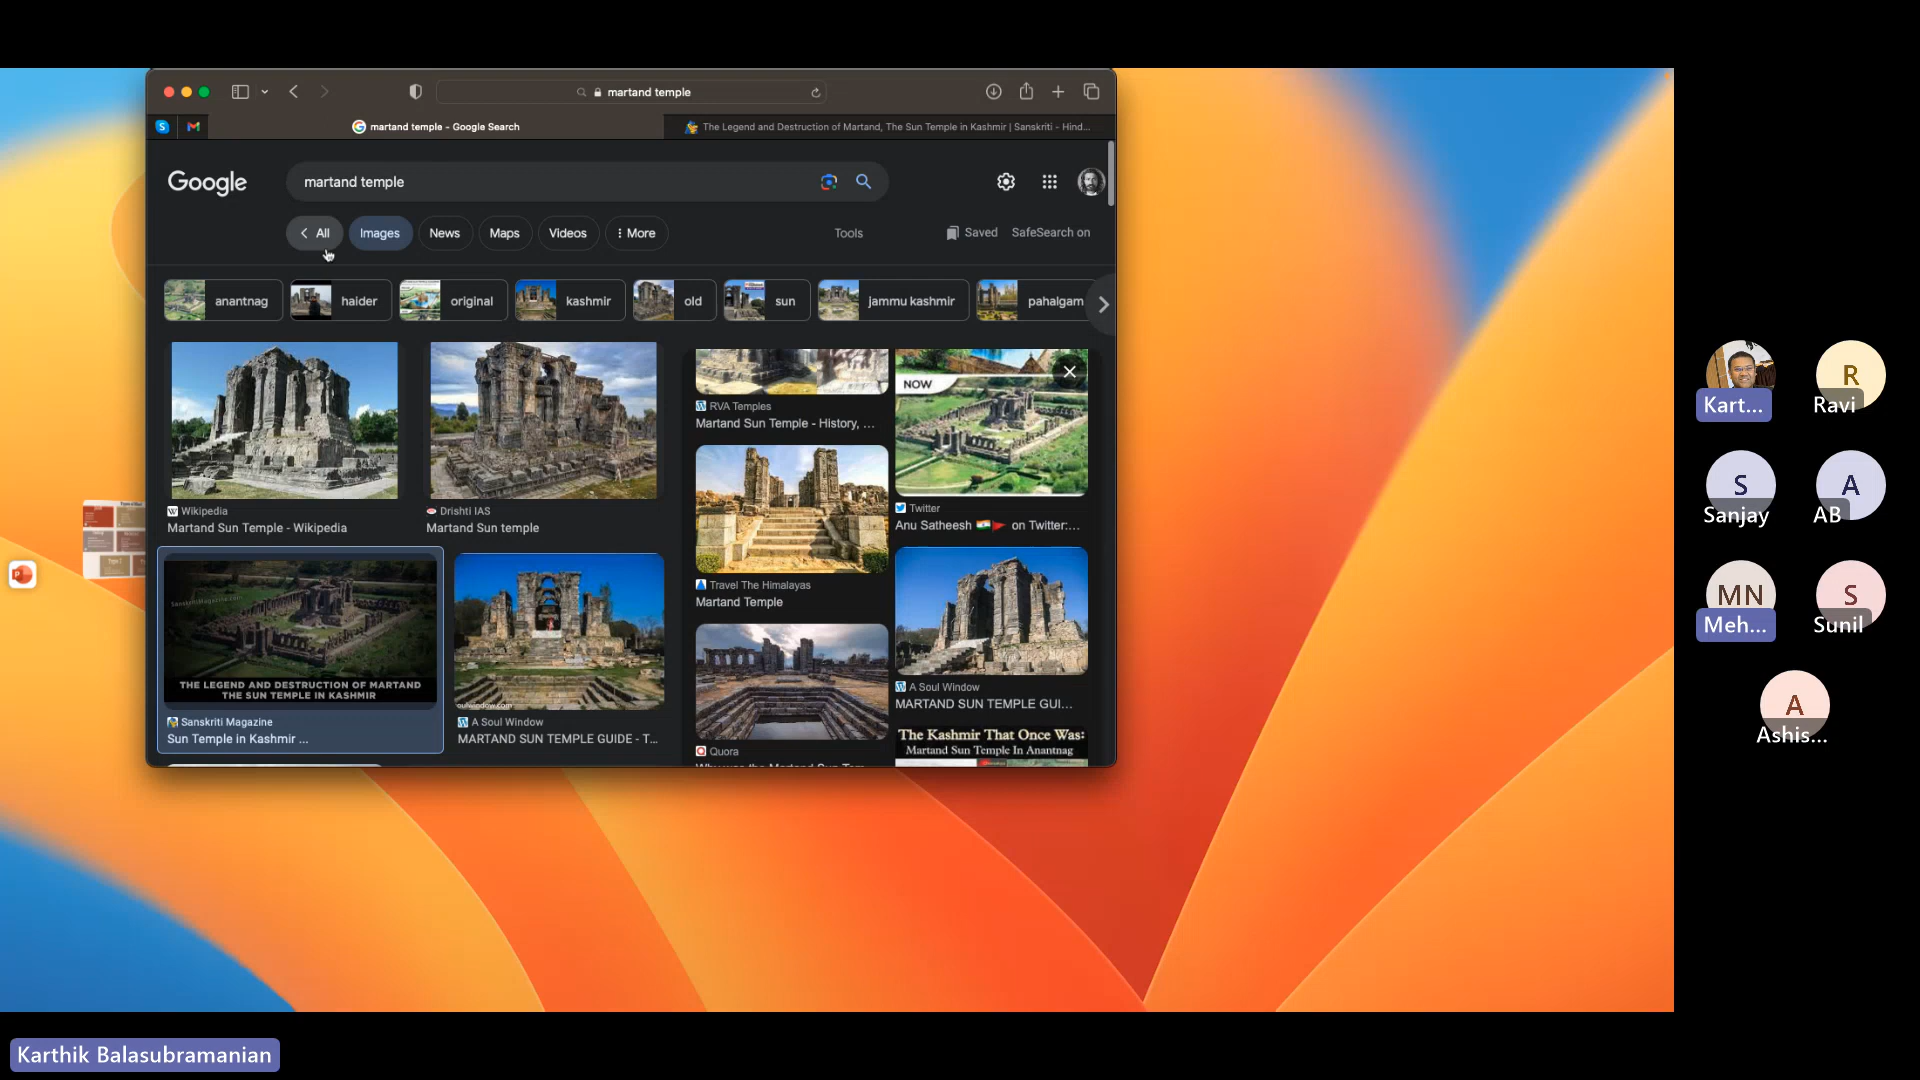 martand temple
martand temple - Google Search
The Legend and Destruction of Martand, The Sun Temple in Kashmir | Sanskriti - Hind...
Google
martand temple
All
Images
News
Maps
Videos
More
Tools
Saved
SafeSearch on
anantnag
haider
original
kashmir
old
sun
jammu kashmir
pahalgam
Wikipedia
Martand Sun Temple - Wikipedia
Drishti IAS
Martand Sun temple
THE LEGEND AND DESTRUCTION OF MARTAND
THE SUN TEMPLE IN KASHMIR
Sanskriti Magazine
Sun Temple in Kashmir ...
A Soul Window
MARTAND SUN TEMPLE GUIDE - T...
RVA Temples
Martand Sun Temple - History, ...
Travel The Himalayas
Martand Temple
Quora
NOW
Twitter
Anu Satheesh 🇮🇳🚩 on Twitter:...
A Soul Window
MARTAND SUN TEMPLE GUI...
The Kashmir That Once Was:
Martand Sun Temple In Anantnag
Kart...
R
Ravi
S
Sanjay
A
AB
MN
Meh...
S
Sunil
A
Ashis...
Karthik Balasubramanian